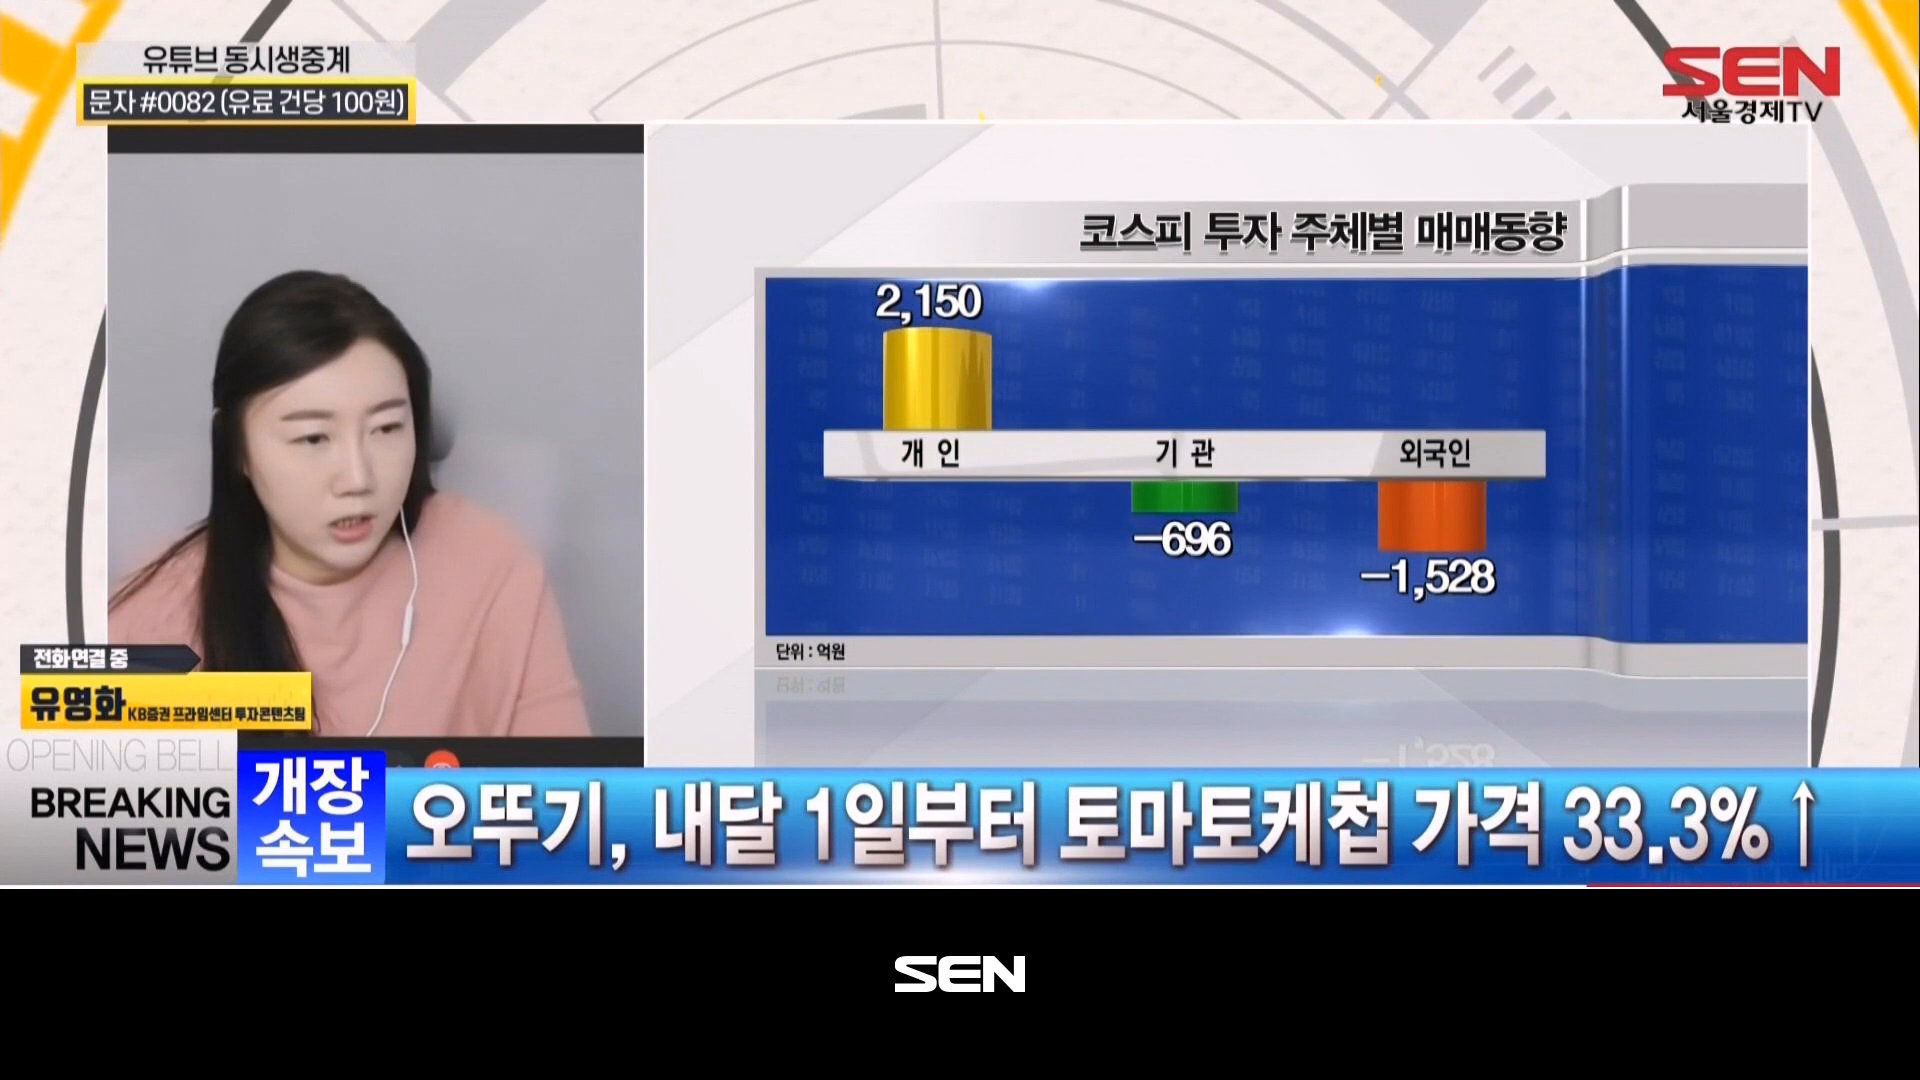 유튜브 동시생중계
문자 #0082 (유료 건당 100원)
SEN
서울경제TV
코스피 투자 주체별 매매동향
2,150
개 인
기 관
외국인
-696
-1,528
단위 : 억원
전화연결 중
유명화 KB증권 프라임센터 투자콘텐츠팀
OPENING BELL
BREAKING
NEWS
개장
속보
오뚜기, 내달 1일부터 토마토케첩 가격 33.3%↑
SEN